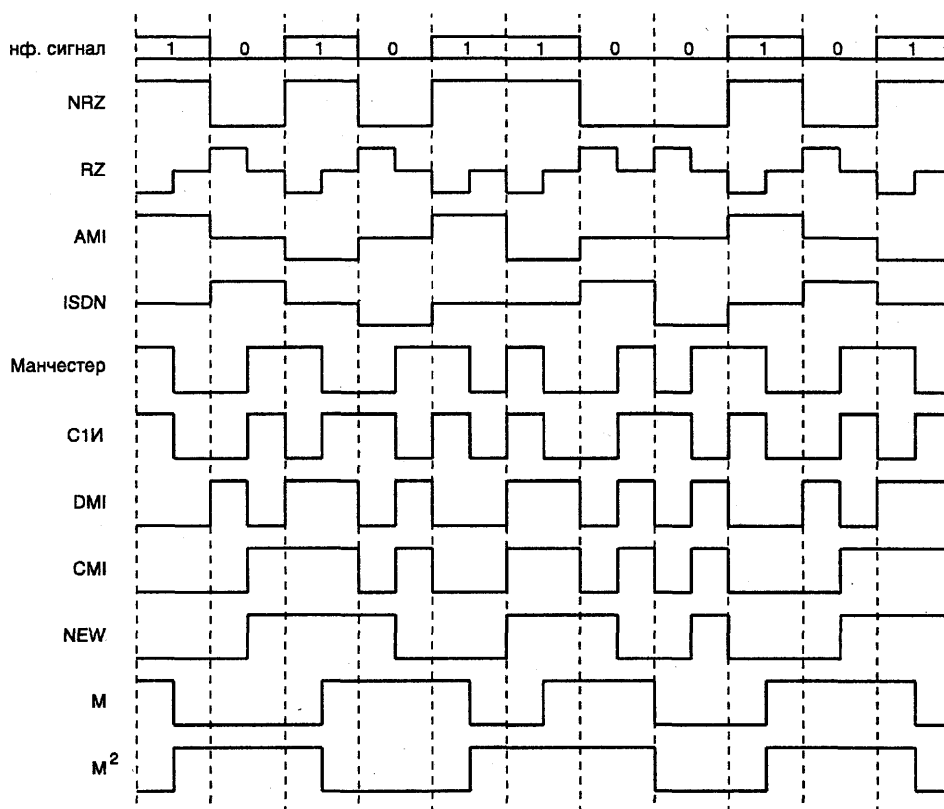 нф. сигнал 1 0 1 0 1 1 0 0 1 0 1
NRZ
RZ
AMI
ISDN
Манчестер
С1И
DMI
CMI
NEW
M
M²